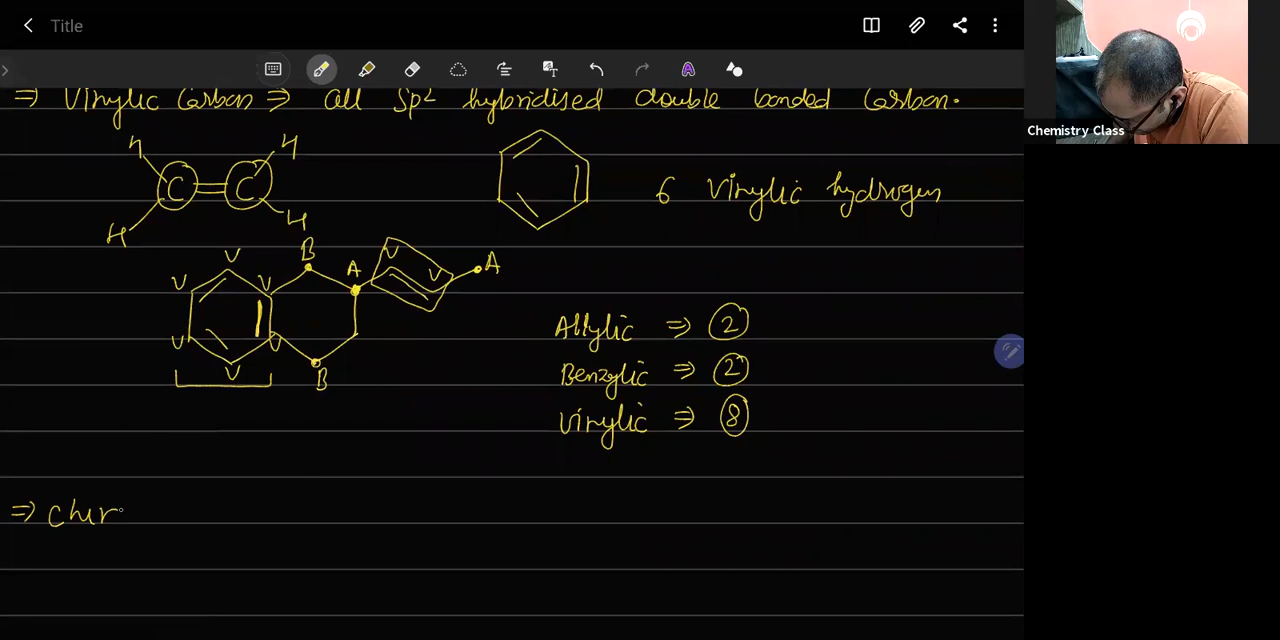 Title
⇒ Vinylic Carbon ⇒ all sp² hybridised double bonded Carbon.
Chemistry Class
H H
C = C
H H
6 Vinylic hydrogen
V V V V V V
B A V V A
B
Allylic ⇒ 2
Benzylic ⇒ 2
Vinylic ⇒ 8
⇒ Chir